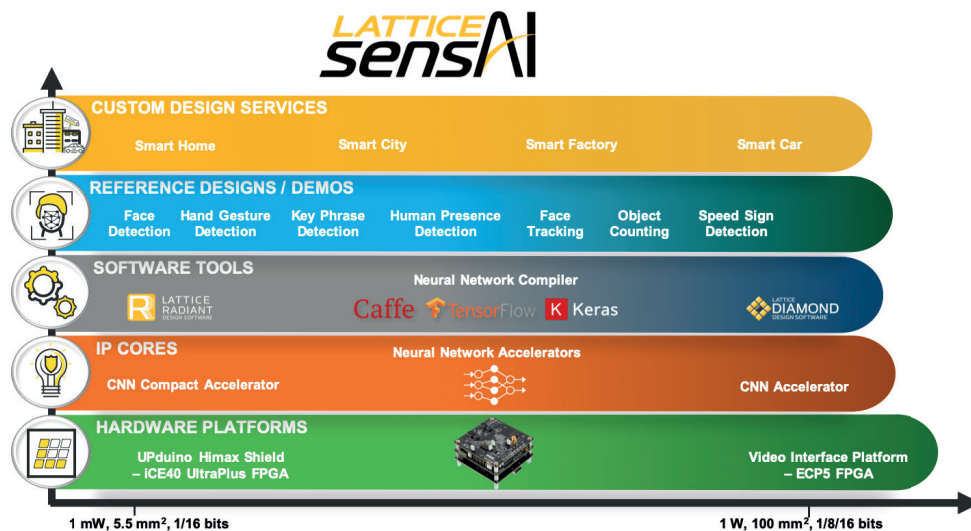 LATTICE
sensAI
CUSTOM DESIGN SERVICES
Smart Home
Smart City
Smart Factory
Smart Car
REFERENCE DESIGNS / DEMOS
Face
Detection
Hand Gesture
Detection
Key Phrase
Detection
Human Presence
Detection
Face
Tracking
Object
Counting
Speed Sign
Detection
SOFTWARE TOOLS
Neural Network Compiler
R
LATTICE
RADIANT
DESIGN SOFTWARE
Caffe
TensorFlow
K Keras
LATTICE
DIAMOND
DESIGN SOFTWARE
IP CORES
Neural Network Accelerators
CNN Compact Accelerator
CNN Accelerator
HARDWARE PLATFORMS
UPduino Himax Shield
– iCE40 UltraPlus FPGA
Video Interface Platform
– ECP5 FPGA
1 mW, 5.5 mm², 1/16 bits
1 W, 100 mm², 1/8/16 bits